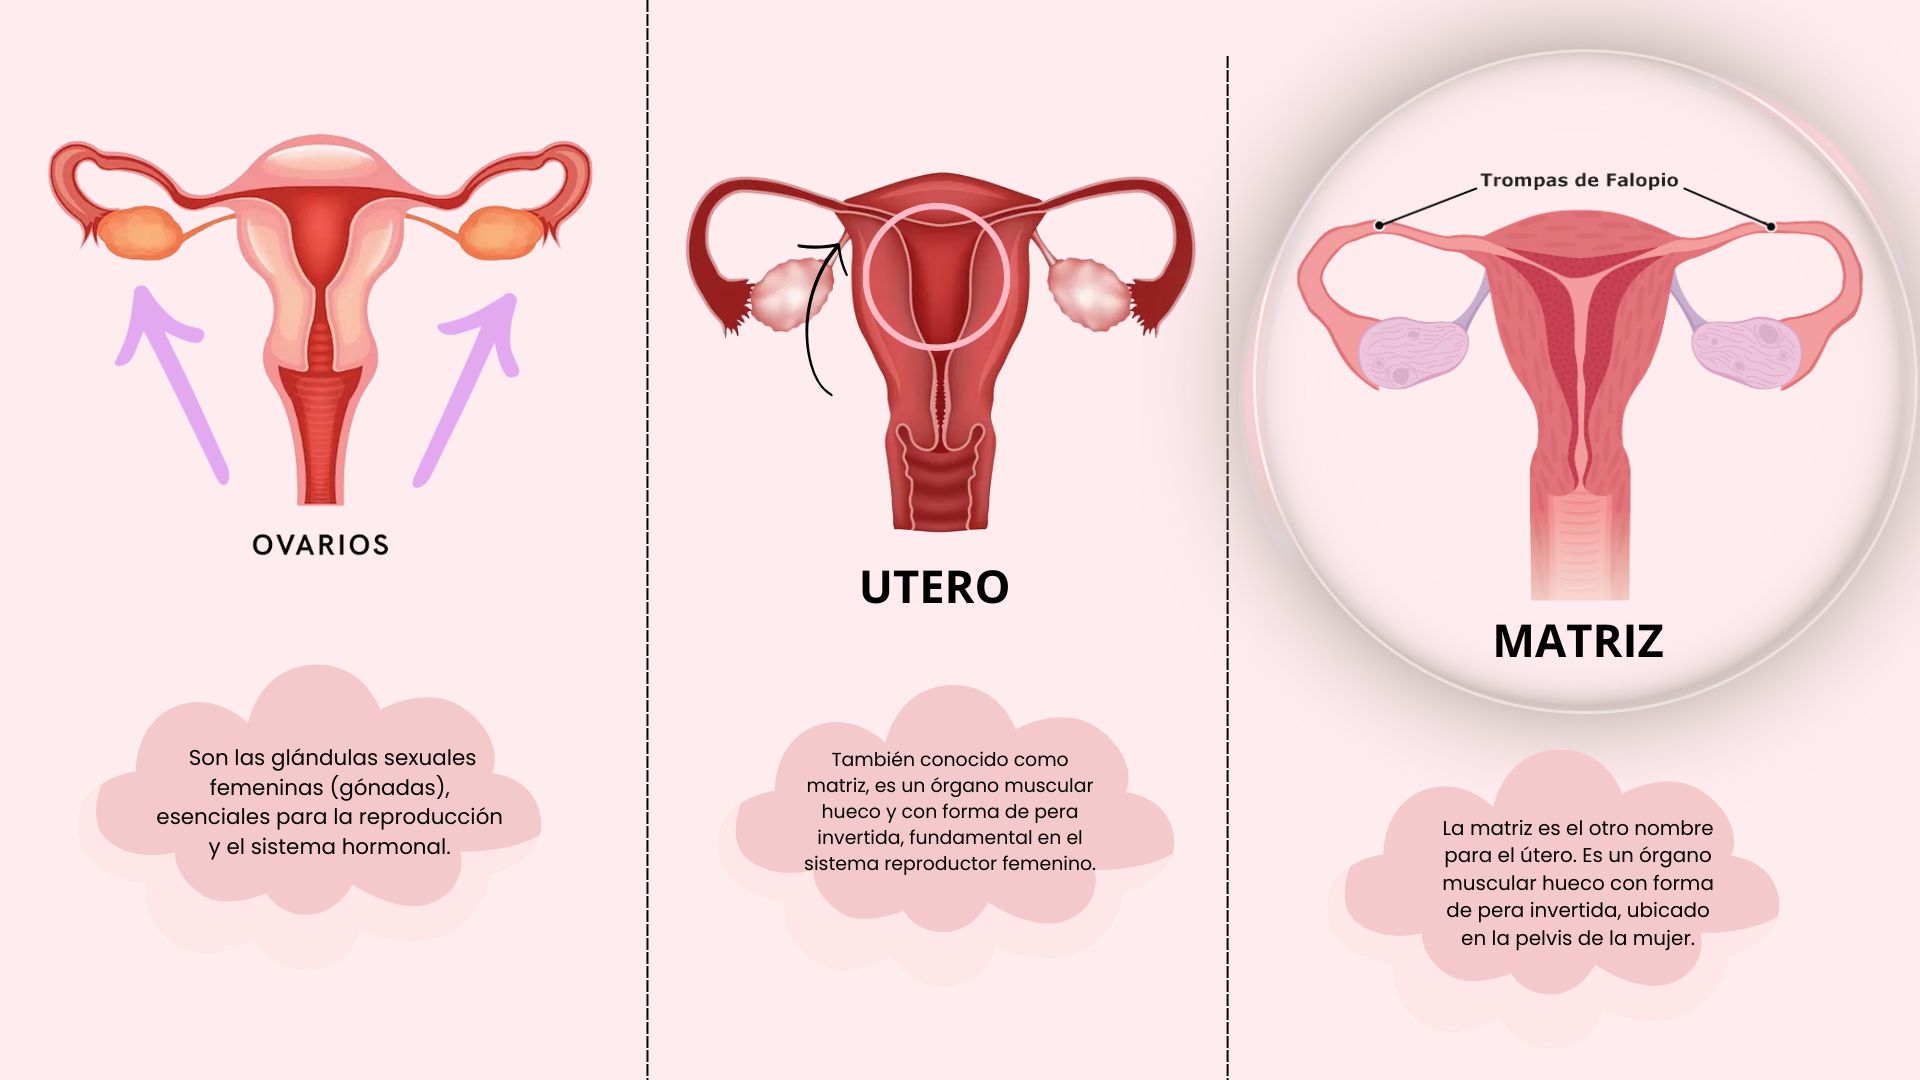 OVARIOS
Son las glándulas sexuales
femeninas (gónadas),
esenciales para la reproducción
y el sistema hormonal.
UTERO
También conocido como
matriz, es un órgano muscular
hueco y con forma de pera
invertida, fundamental en el
sistema reproductor femenino.
Trompas de Falopio
MATRIZ
La matriz es el otro nombre
para el útero. Es un órgano
muscular hueco con forma
de pera invertida, ubicado
en la pelvis de la mujer.